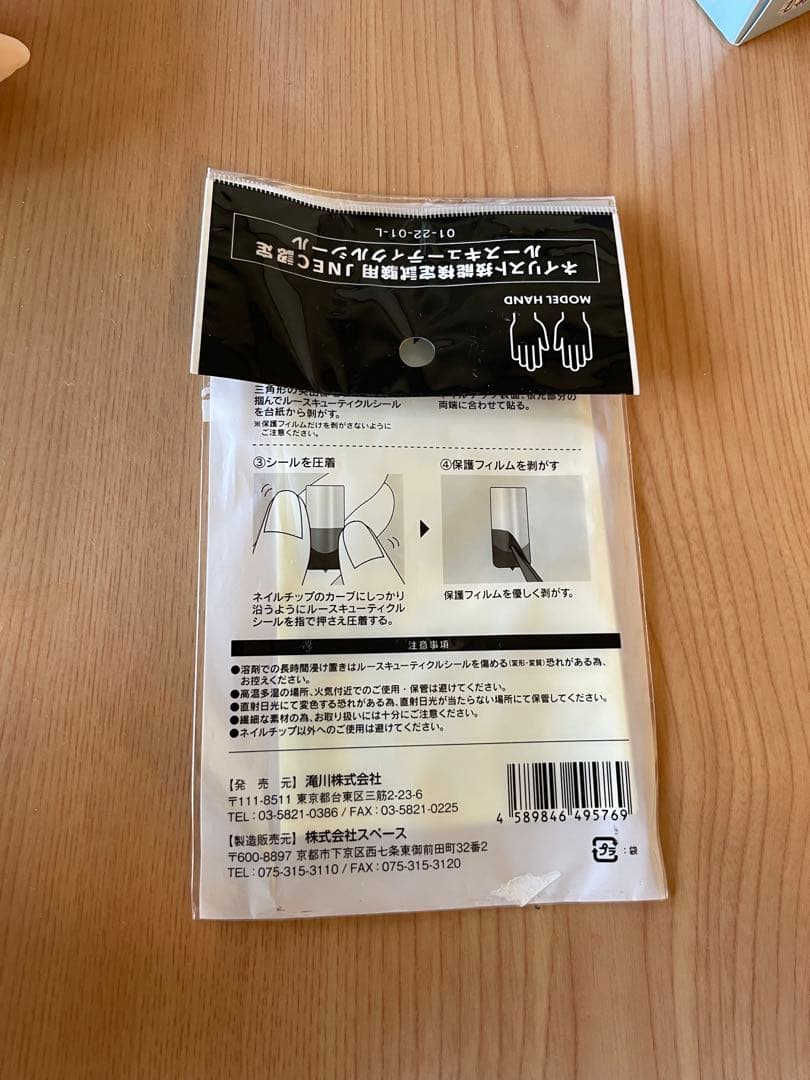 MODEL HAND
ネイリスト技能検定試験用 JNEC認定
ルースキューティクルシール
01-22-01-L
三角形の
掴んでルースキューティクルシール
を台紙から剥がす。
※保護フィルムだけを剥がさないように
ご注意ください。
ネイルチップ表面、根元部分の
両端に合わせて貼る。
③シールを圧着
④保護フィルムを剥がす
ネイルチップのカーブにしっかり
沿うようにルースキューティクル
シールを指で押さえ圧着する。
保護フィルムを優しく剥がす。
注意事項
●溶剤での長時間浸け置きはルースキューティクルシールを傷める(変形・変質)恐れがある為、
お控えください。
●高温多湿の場所、火気付近でのご使用・保管は避けてください。
●直射日光にて変色する恐れがある為、直射日光が当たらない場所にて保管してください。
●繊細な素材の為、お取り扱いには十分にご注意ください。
●ネイルチップ以外へのご使用は避けてください。
【発売元】滝川株式会社
〒111-8511 東京都台東区三筋2-23-6
TEL：03-5821-0386 / FAX：03-5821-0225
【製造販売元】株式会社スペース
〒600-8897 京都市下京区西七条東御前田町32番2
TEL：075-315-3110 / FAX：075-315-3120
4 589846 495769
プラ：袋